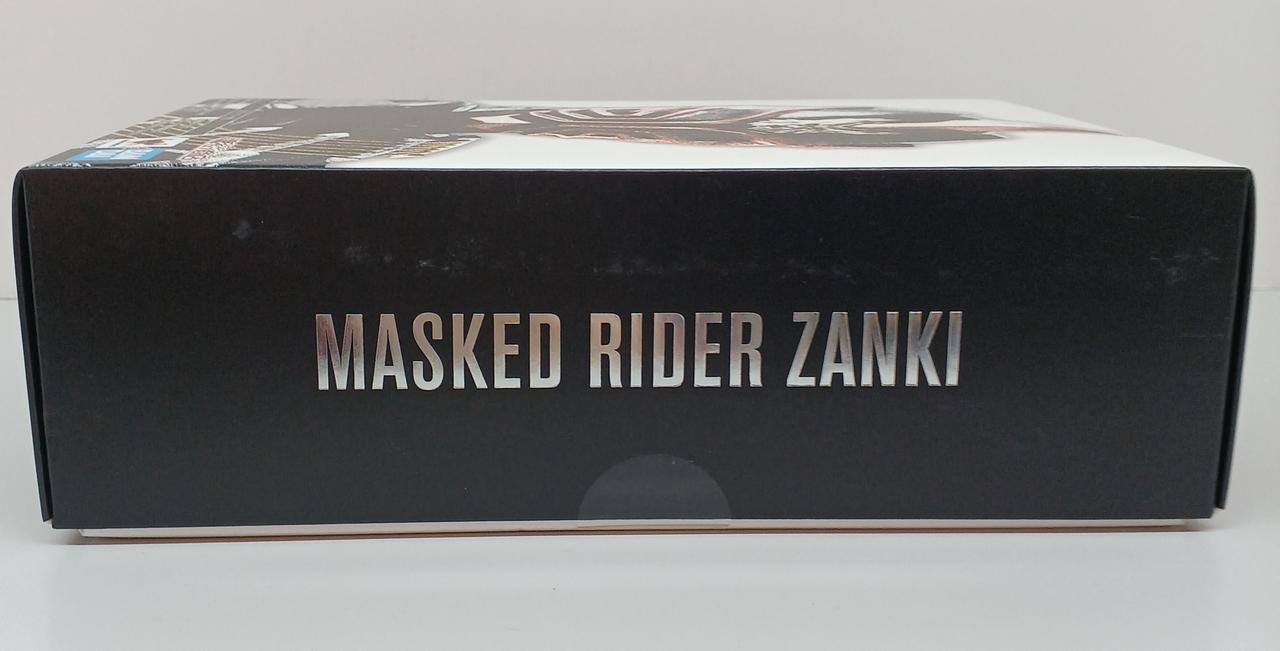 MASKED RIDER ZANKI